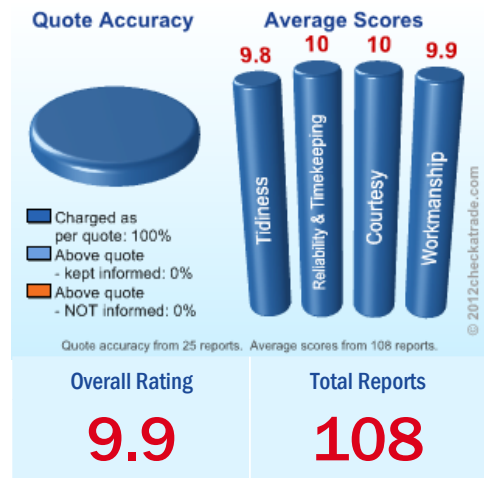 Quote Accuracy
Charged as
per quote: 100%
Above quote
- kept informed: 0%
Above quote
- NOT informed: 0%
Average Scores
9.8
10
10
9.9
Tidiness
Reliability & Timekeeping
Courtesy
Workmanship
© 2012checkatrade.com
Quote accuracy from 25 reports. Average scores from 108 reports.
Overall Rating
9.9
Total Reports
108